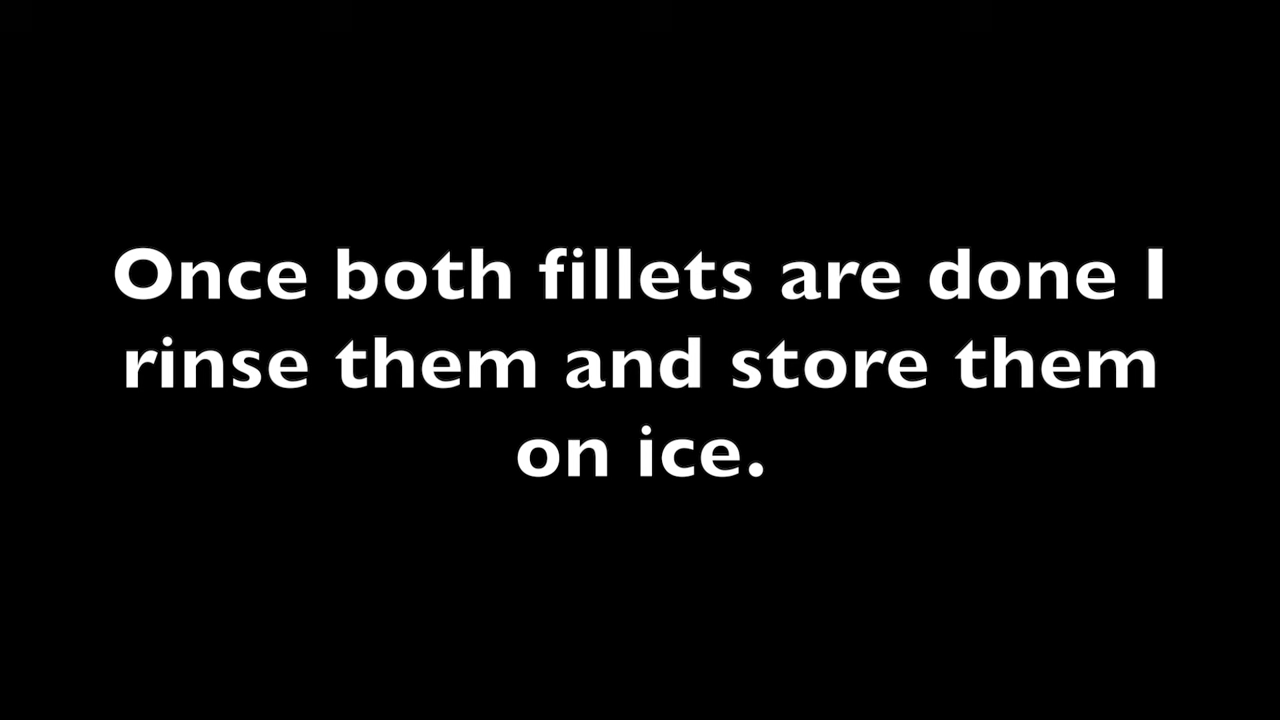 Once both fillets are done I
rinse them and store them
on ice.